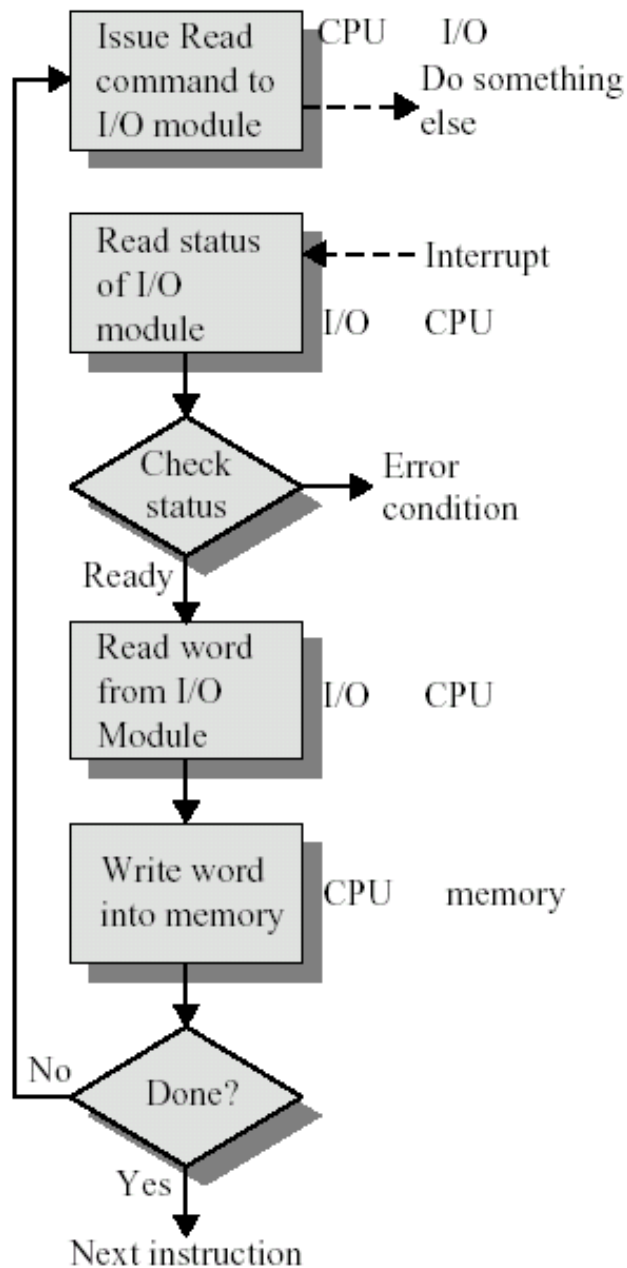 Issue Read
command to
I/O module
CPU I/O
Do something
else
Read status
of I/O
module
Interrupt
I/O CPU
Check
status
Error
condition
Ready
Read word
from I/O
Module
I/O CPU
Write word
into memory
CPU memory
No
Done?
Yes
Next instruction